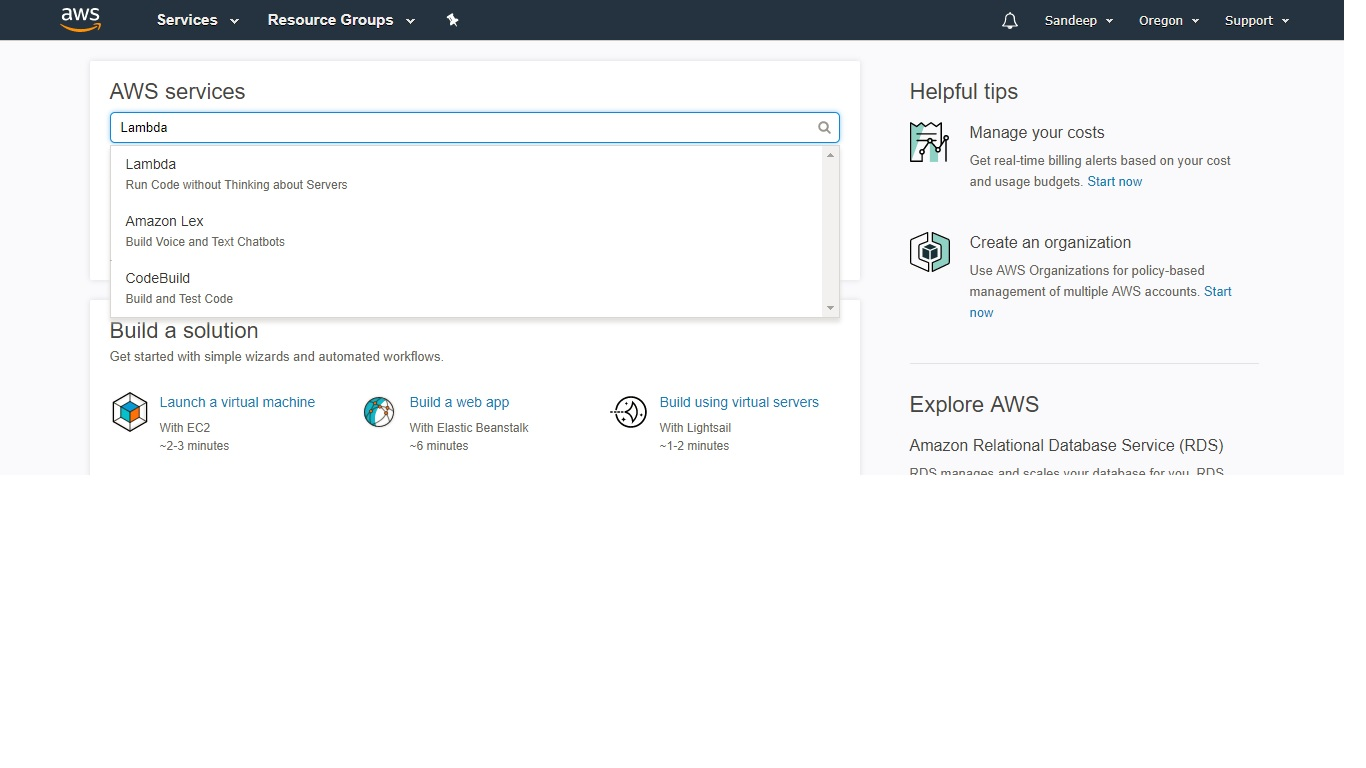 aws Services Resource Groups Sandeep Oregon Support
AWS services
Lambda
Lambda
Run Code without Thinking about Servers
Amazon Lex
Build Voice and Text Chatbots
CodeBuild
Build and Test Code
Build a solution
Get started with simple wizards and automated workflows.
Launch a virtual machine
With EC2
~2-3 minutes
Build a web app
With Elastic Beanstalk
~6 minutes
Build using virtual servers
With Lightsail
~1-2 minutes
Helpful tips
Manage your costs
Get real-time billing alerts based on your cost
and usage budgets. Start now
Create an organization
Use AWS Organizations for policy-based
management of multiple AWS accounts. Start
now
Explore AWS
Amazon Relational Database Service (RDS)
RDS manages and scales your database for you. RDS